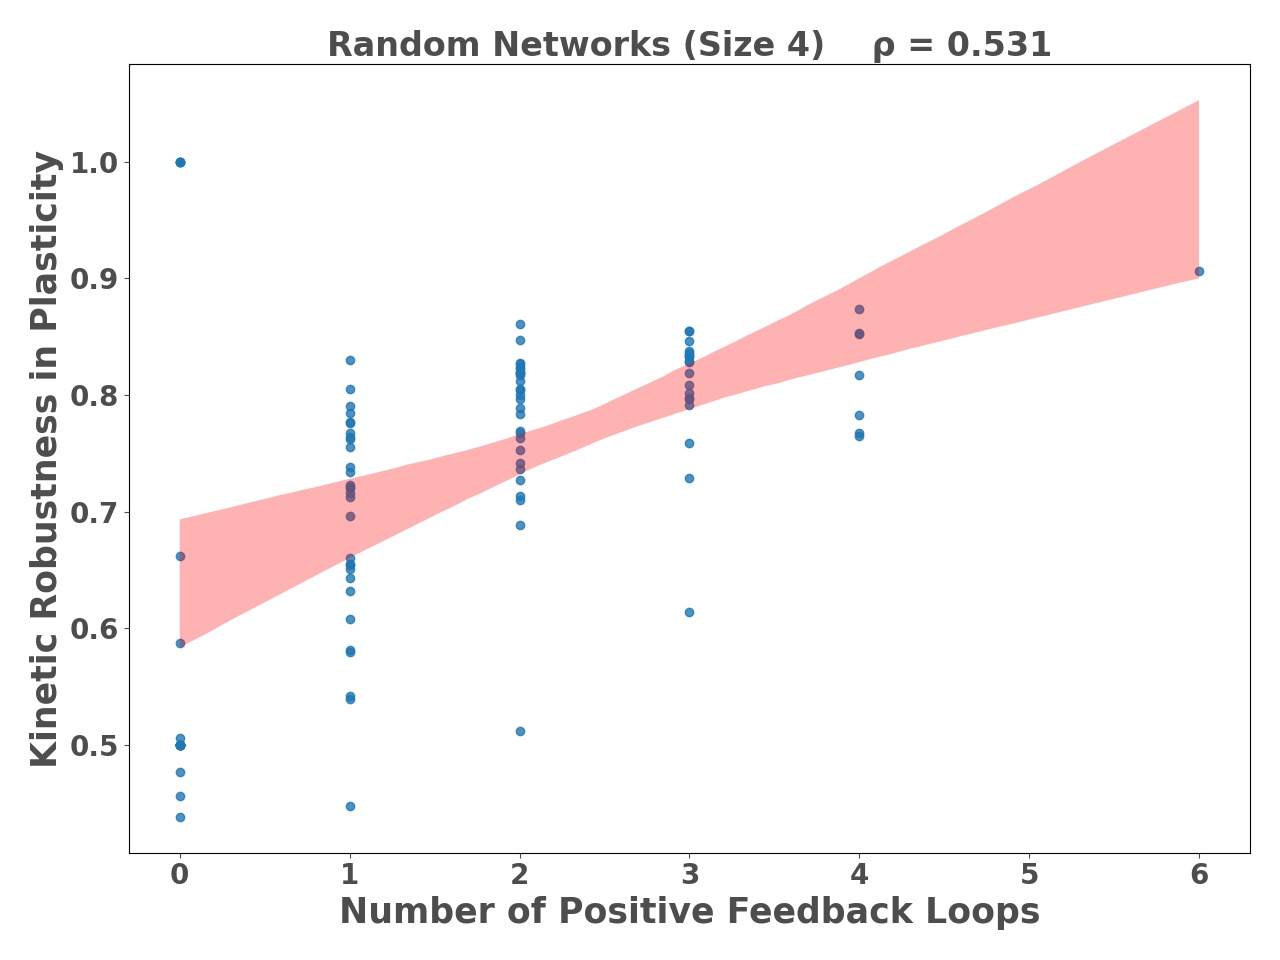 Random Networks (Size 4)    ρ = 0.531
Kinetic Robustness in Plasticity
1.0
0.9
0.8
0.7
0.6
0.5
0 1 2 3 4 5 6
Number of Positive Feedback Loops